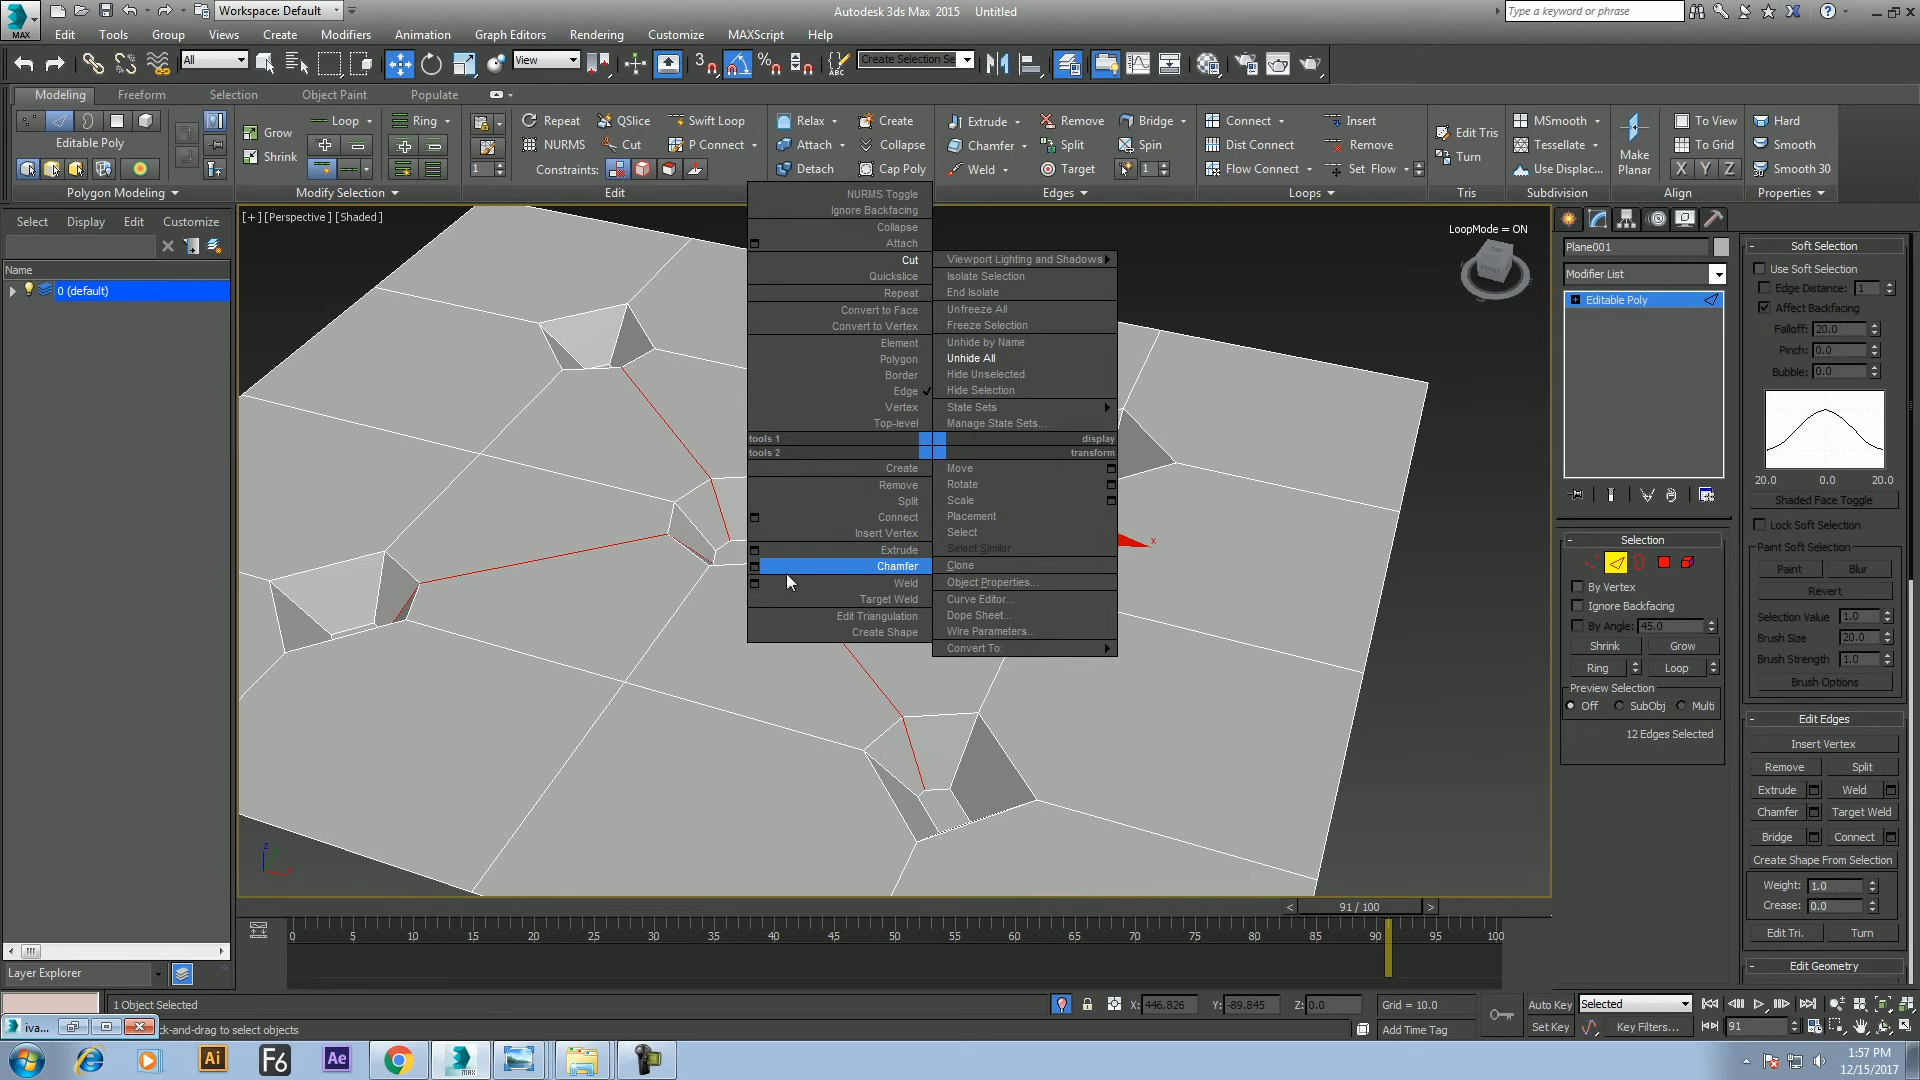 Workspace: Default
Autodesk 3ds Max 2015 Untitled
Type a keyword or phrase
MAX
Edit Tools Group Views Create Modifiers Animation Graph Editors Rendering Customize MAXScript Help
All
View
Create Selection Se
Modeling Freeform Selection Object Paint Populate
Editable Poly
Polygon Modeling
Grow
Shrink
Loop
Ring
Modify Selection
Repeat QSlice Swift Loop
NURMS Cut P Connect
Constraints:
Edit
Relax Create
Attach Collapse
Detach Cap Poly
Extrude Remove Bridge
Chamfer Split Spin
Weld Target 1
Edges
Connect Insert
Dist Connect Remove
Flow Connect Set Flow
Loops
Edit Tris
Turn
Tris
MSmooth
Tessellate
Use Displac...
Subdivision
Make Planar
To View
To Grid
X Y Z
Align
Hard
Smooth
Smooth 30
Properties
Select Display Edit Customize
Name
0 (default)
Layer Explorer
[+] [Perspective] [Shaded]
LoopMode = ON
NURMS Toggle
Ignore Backfacing
Collapse
Attach
Cut
Quickslice
Repeat
Convert to Face
Convert to Vertex
Element
Polygon
Border
Edge
Vertex
Top-level
tools 1
tools 2
Create
Remove
Split
Connect
Insert Vertex
Extrude
Chamfer
Weld
Target Weld
Edit Triangulation
Create Shape
Viewport Lighting and Shadows
Isolate Selection
End Isolate
Unfreeze All
Freeze Selection
Unhide by Name
Unhide All
Hide Unselected
Hide Selection
State Sets
Manage State Sets...
display
transform
Move
Rotate
Scale
Placement
Select
Select Similar
Clone
Object Properties...
Curve Editor...
Dope Sheet...
Wire Parameters...
Convert To:
x
z
Plane001
Modifier List
Editable Poly
Selection
By Vertex
Ignore Backfacing
By Angle: 45.0
Shrink Grow
Ring Loop
Preview Selection
Off SubObj Multi
12 Edges Selected
Soft Selection
Use Soft Selection
Edge Distance: 1
Affect Backfacing
Falloff: 20.0
Pinch: 0.0
Bubble: 0.0
20.0 0.0 20.0
Shaded Face Toggle
Lock Soft Selection
Paint Soft Selection
Paint Blur
Revert
Selection Value 1.0
Brush Size 20.0
Brush Strength 1.0
Brush Options
Edit Edges
Insert Vertex
Remove Split
Extrude Weld
Chamfer Target Weld
Bridge Connect
Create Shape From Selection
Weight: 1.0
Crease: 0.0
Edit Tri. Turn
Edit Geometry
< 91 / 100 >
0 5 10 15 20 25 30 35 40 45 50 55 60 65 70 75 80 85 90 95 100
1 Object Selected
X: 446.826 Y: -89.845 Z: 0.0 Grid = 10.0
Auto Key Selected
iva...
ck-and-drag to select objects
Add Time Tag
Set Key Key Filters... 91
Ai F6 Ae
MAX
1:57 PM
12/15/2017